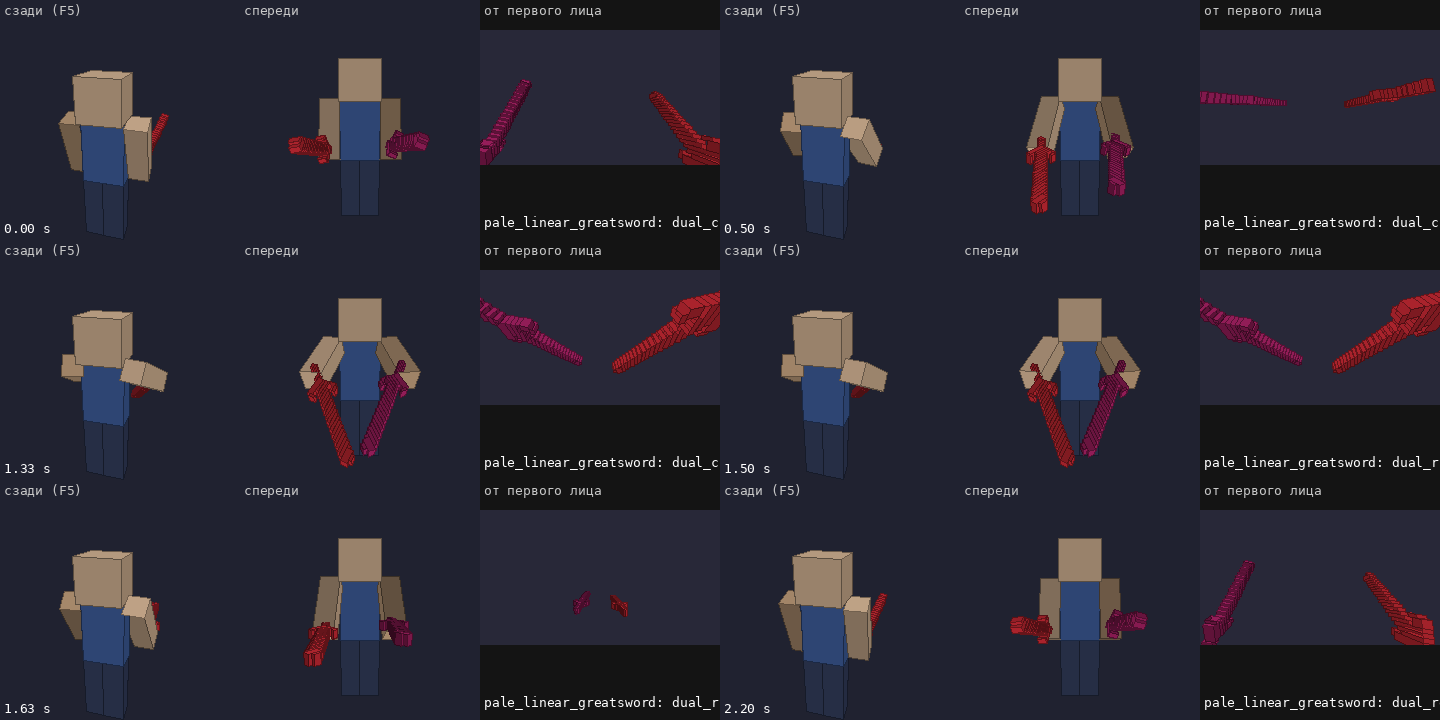 сзади (F5) спереди от первого лица сзади (F5) спереди от первого лица
0.00 s pale_linear_greatsword: dual_c 0.50 s pale_linear_greatsword: dual_c
сзади (F5) спереди от первого лица сзади (F5) спереди от первого лица
1.33 s pale_linear_greatsword: dual_c 1.50 s pale_linear_greatsword: dual_r
сзади (F5) спереди от первого лица сзади (F5) спереди от первого лица
1.63 s pale_linear_greatsword: dual_r 2.20 s pale_linear_greatsword: dual_r